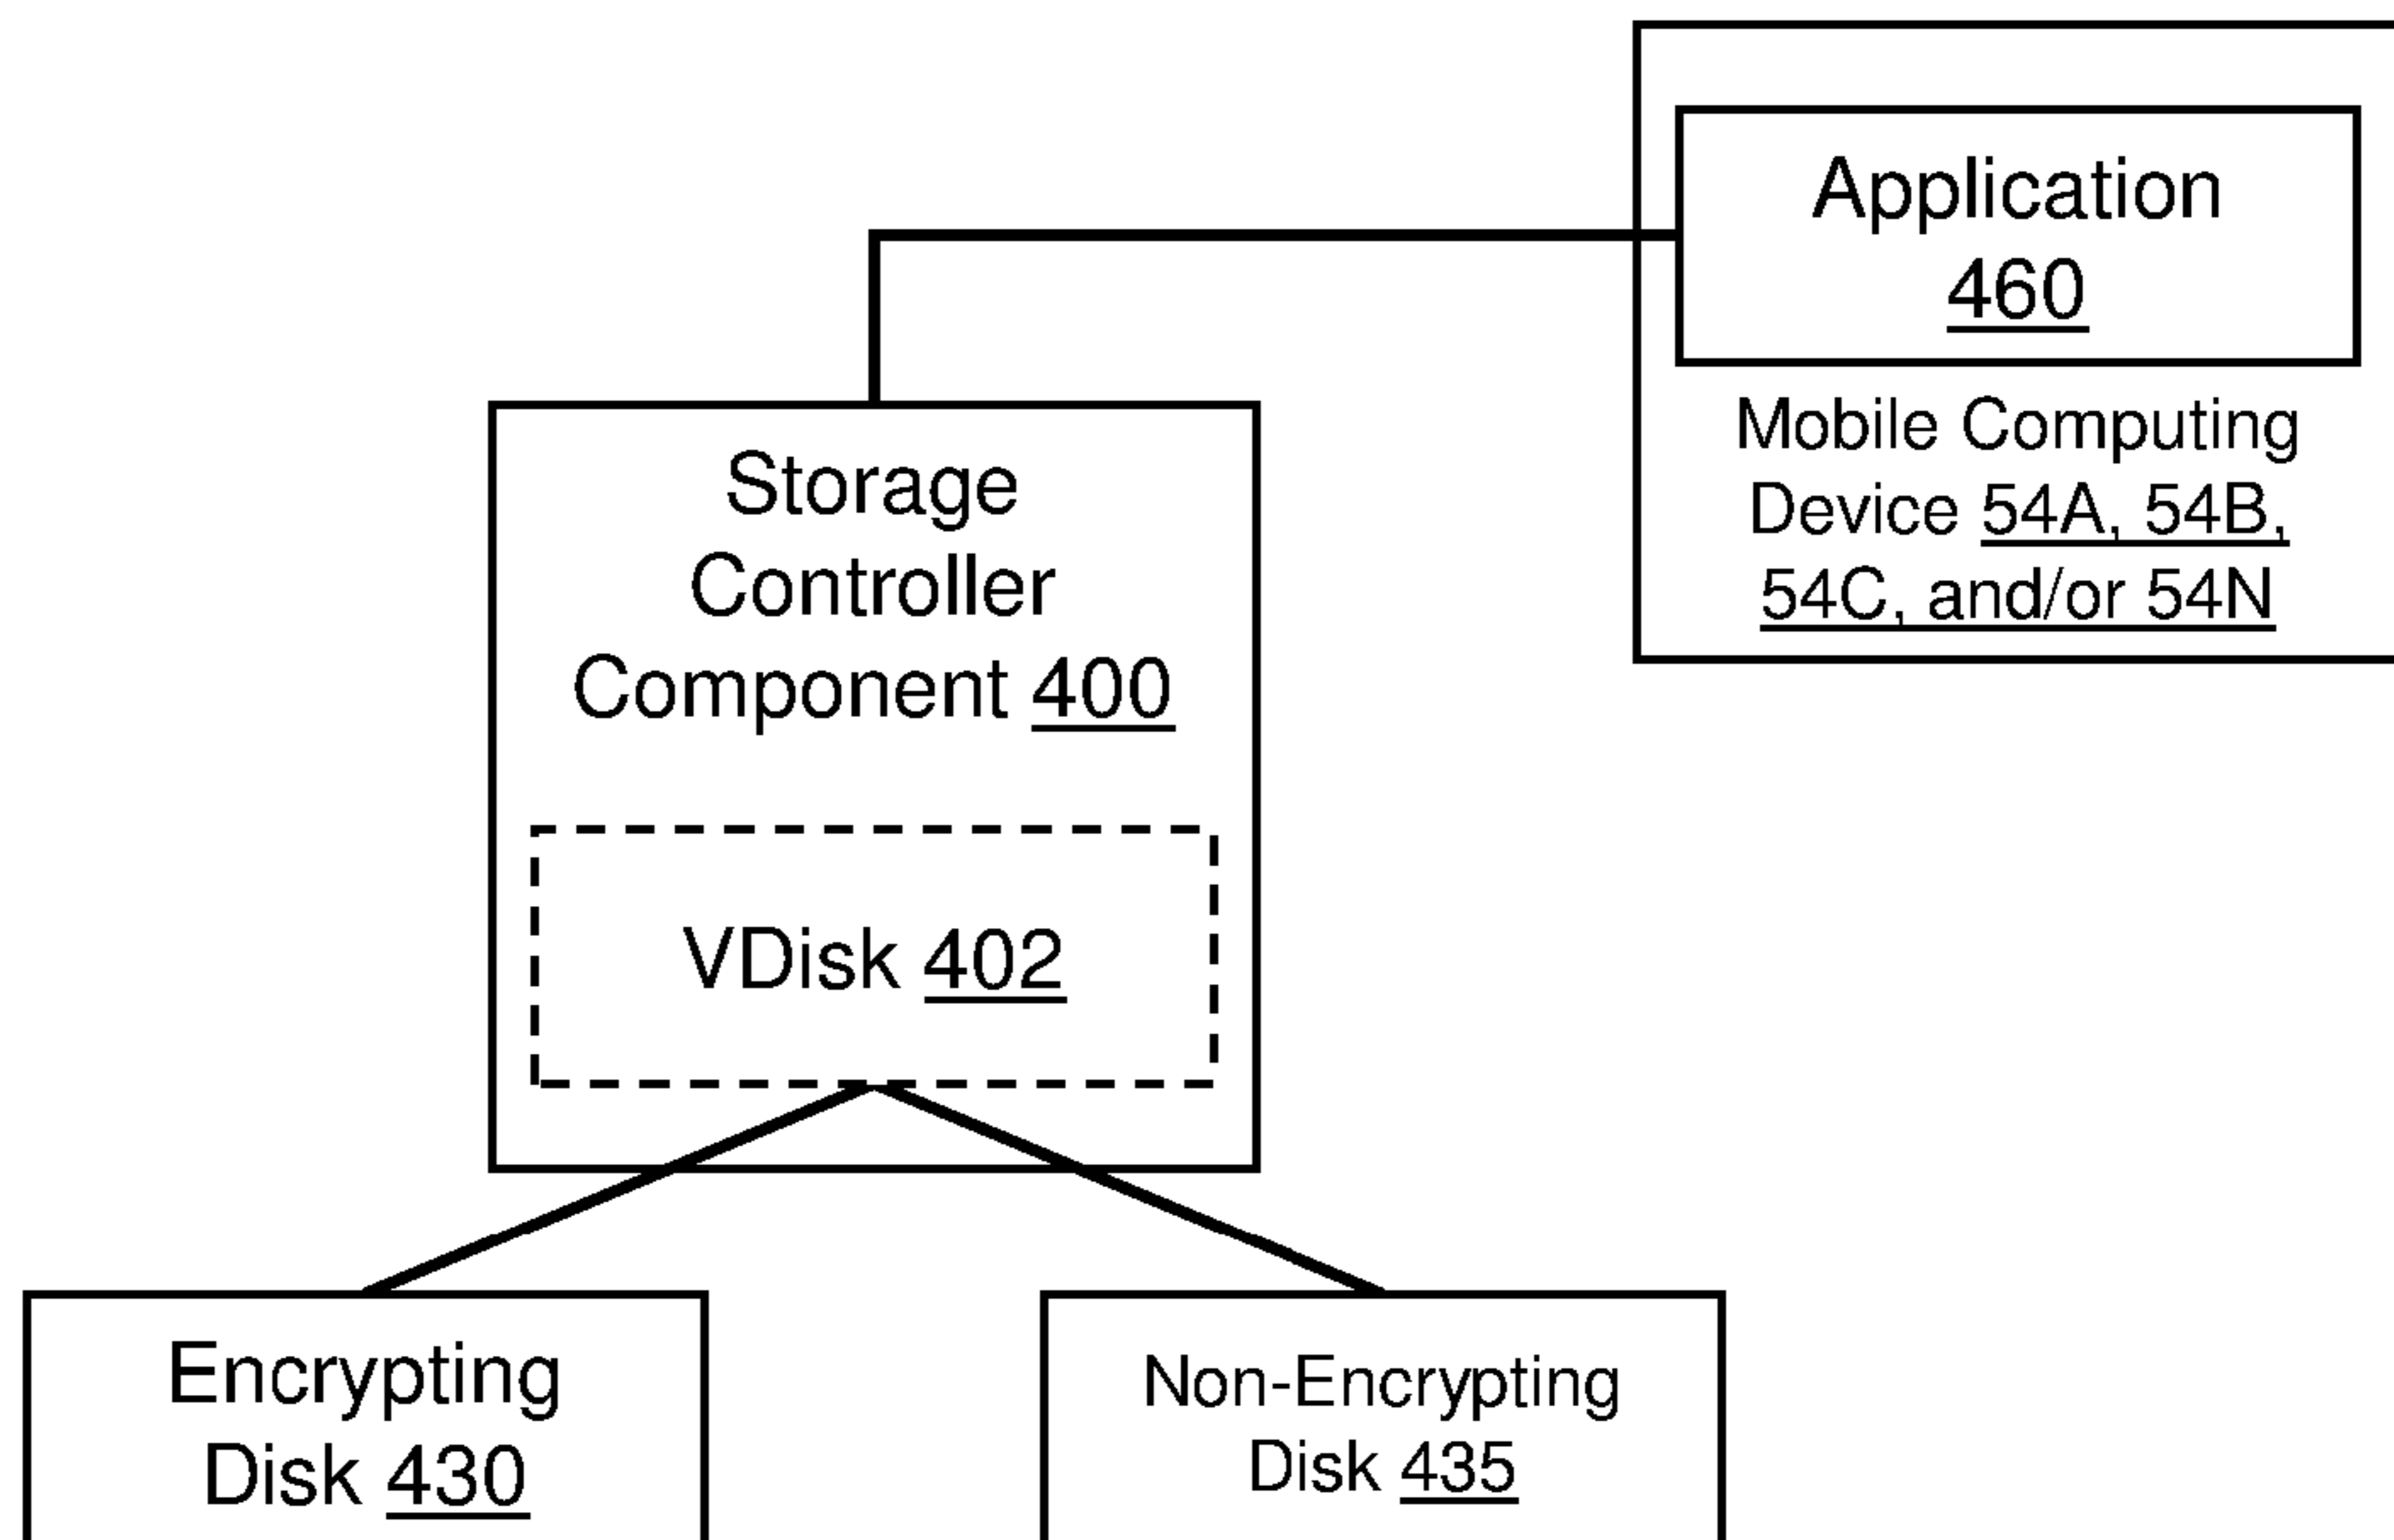 Application
460
Mobile Computing
Device 54A, 54B,
54C, and/or 54N
Storage
Controller
Component 400
VDisk 402
Encrypting
Disk 430
Non-Encrypting
Disk 435